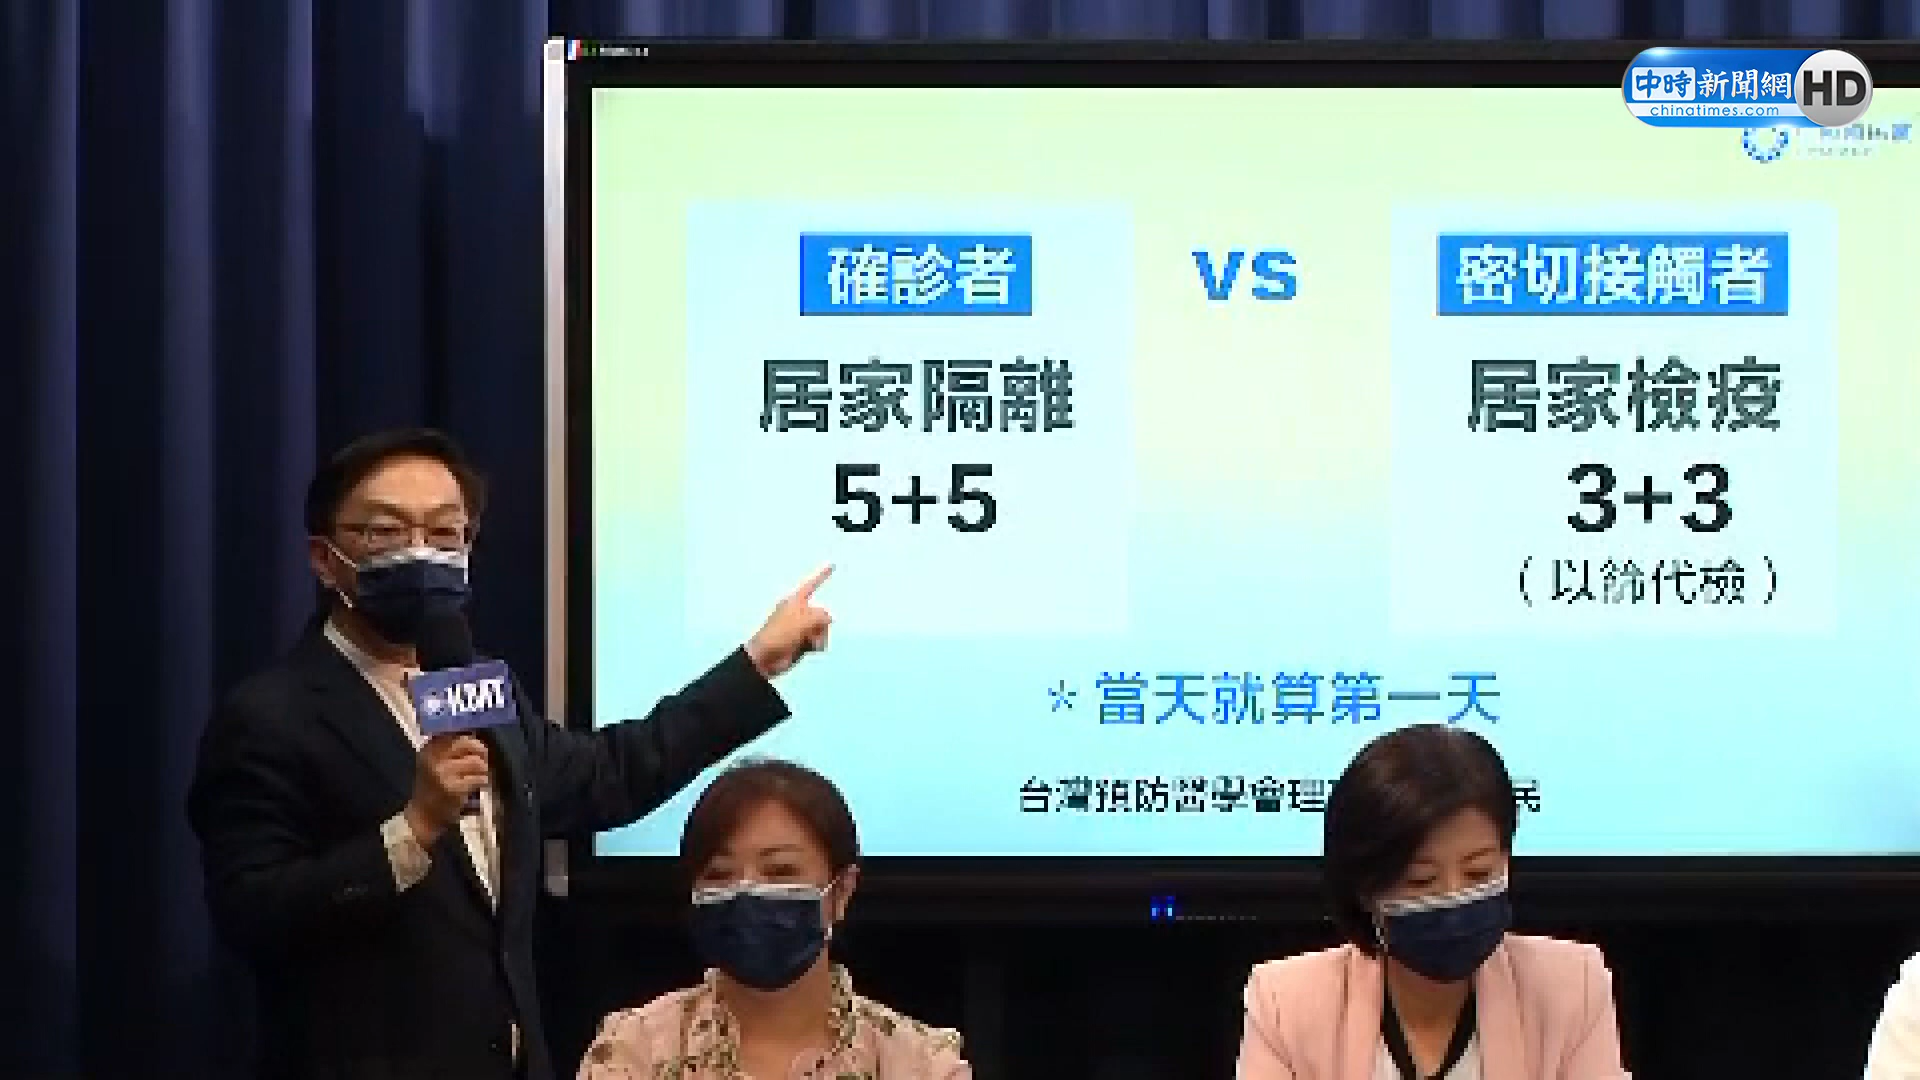 中時新聞網 HD
chinatimes.com
確診者 VS 密切接觸者
居家隔離 居家檢疫
5+5 3+3
(以篩代檢)
*當天就算第一天
KMT
台灣預防醫學會理 民